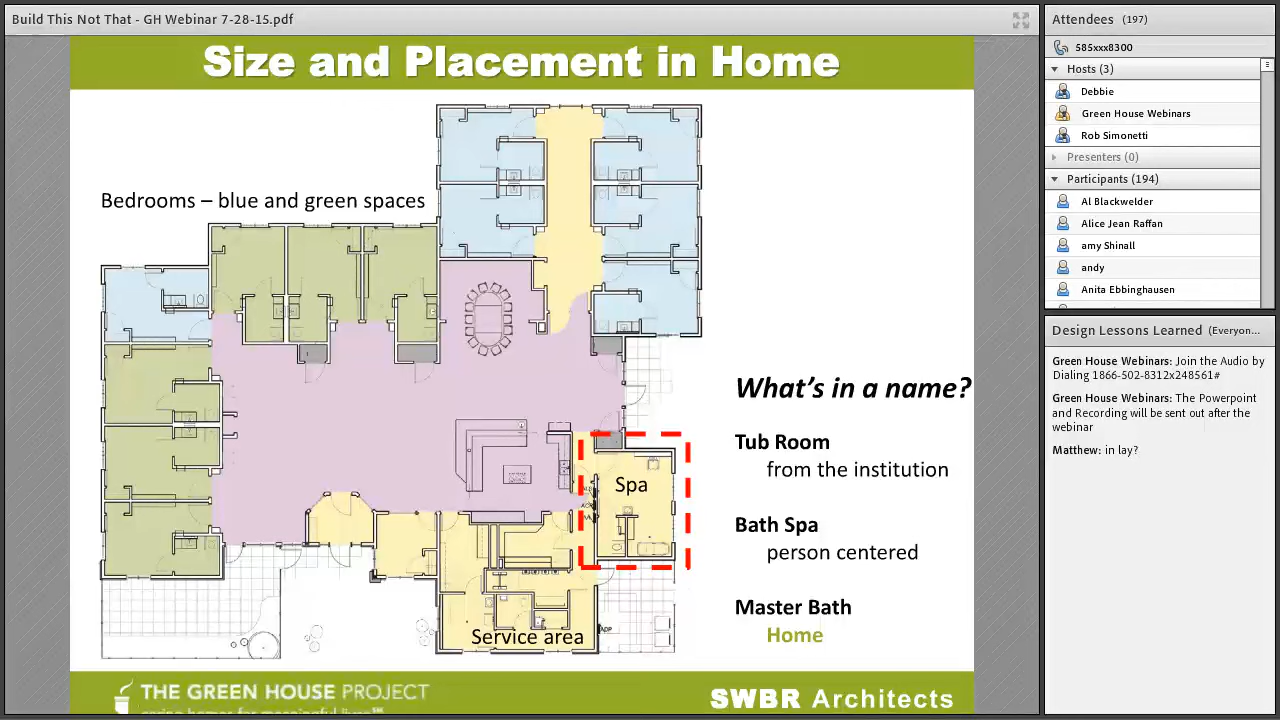 Build This Not That - GH Webinar 7-28-15.pdf
Size and Placement in Home
Bedrooms – blue and green spaces
Spa
Service area
What's in a name?
Tub Room
from the institution
Bath Spa
person centered
Master Bath
Home
THE GREEN HOUSE PROJECT
caring homes for meaningful lives℠
SWBR Architects
Attendees (197)
585xxx8300
Hosts (3)
Debbie
Green House Webinars
Rob Simonetti
Presenters (0)
Participants (194)
Al Blackwelder
Alice Jean Raffan
amy Shinall
andy
Anita Ebbinghausen
Design Lessons Learned (Everyon...
Green House Webinars: Join the Audio by
Dialing 1866-502-8312x248561#
Green House Webinars: The Powerpoint
and Recording will be sent out after the
webinar
Matthew: in lay?